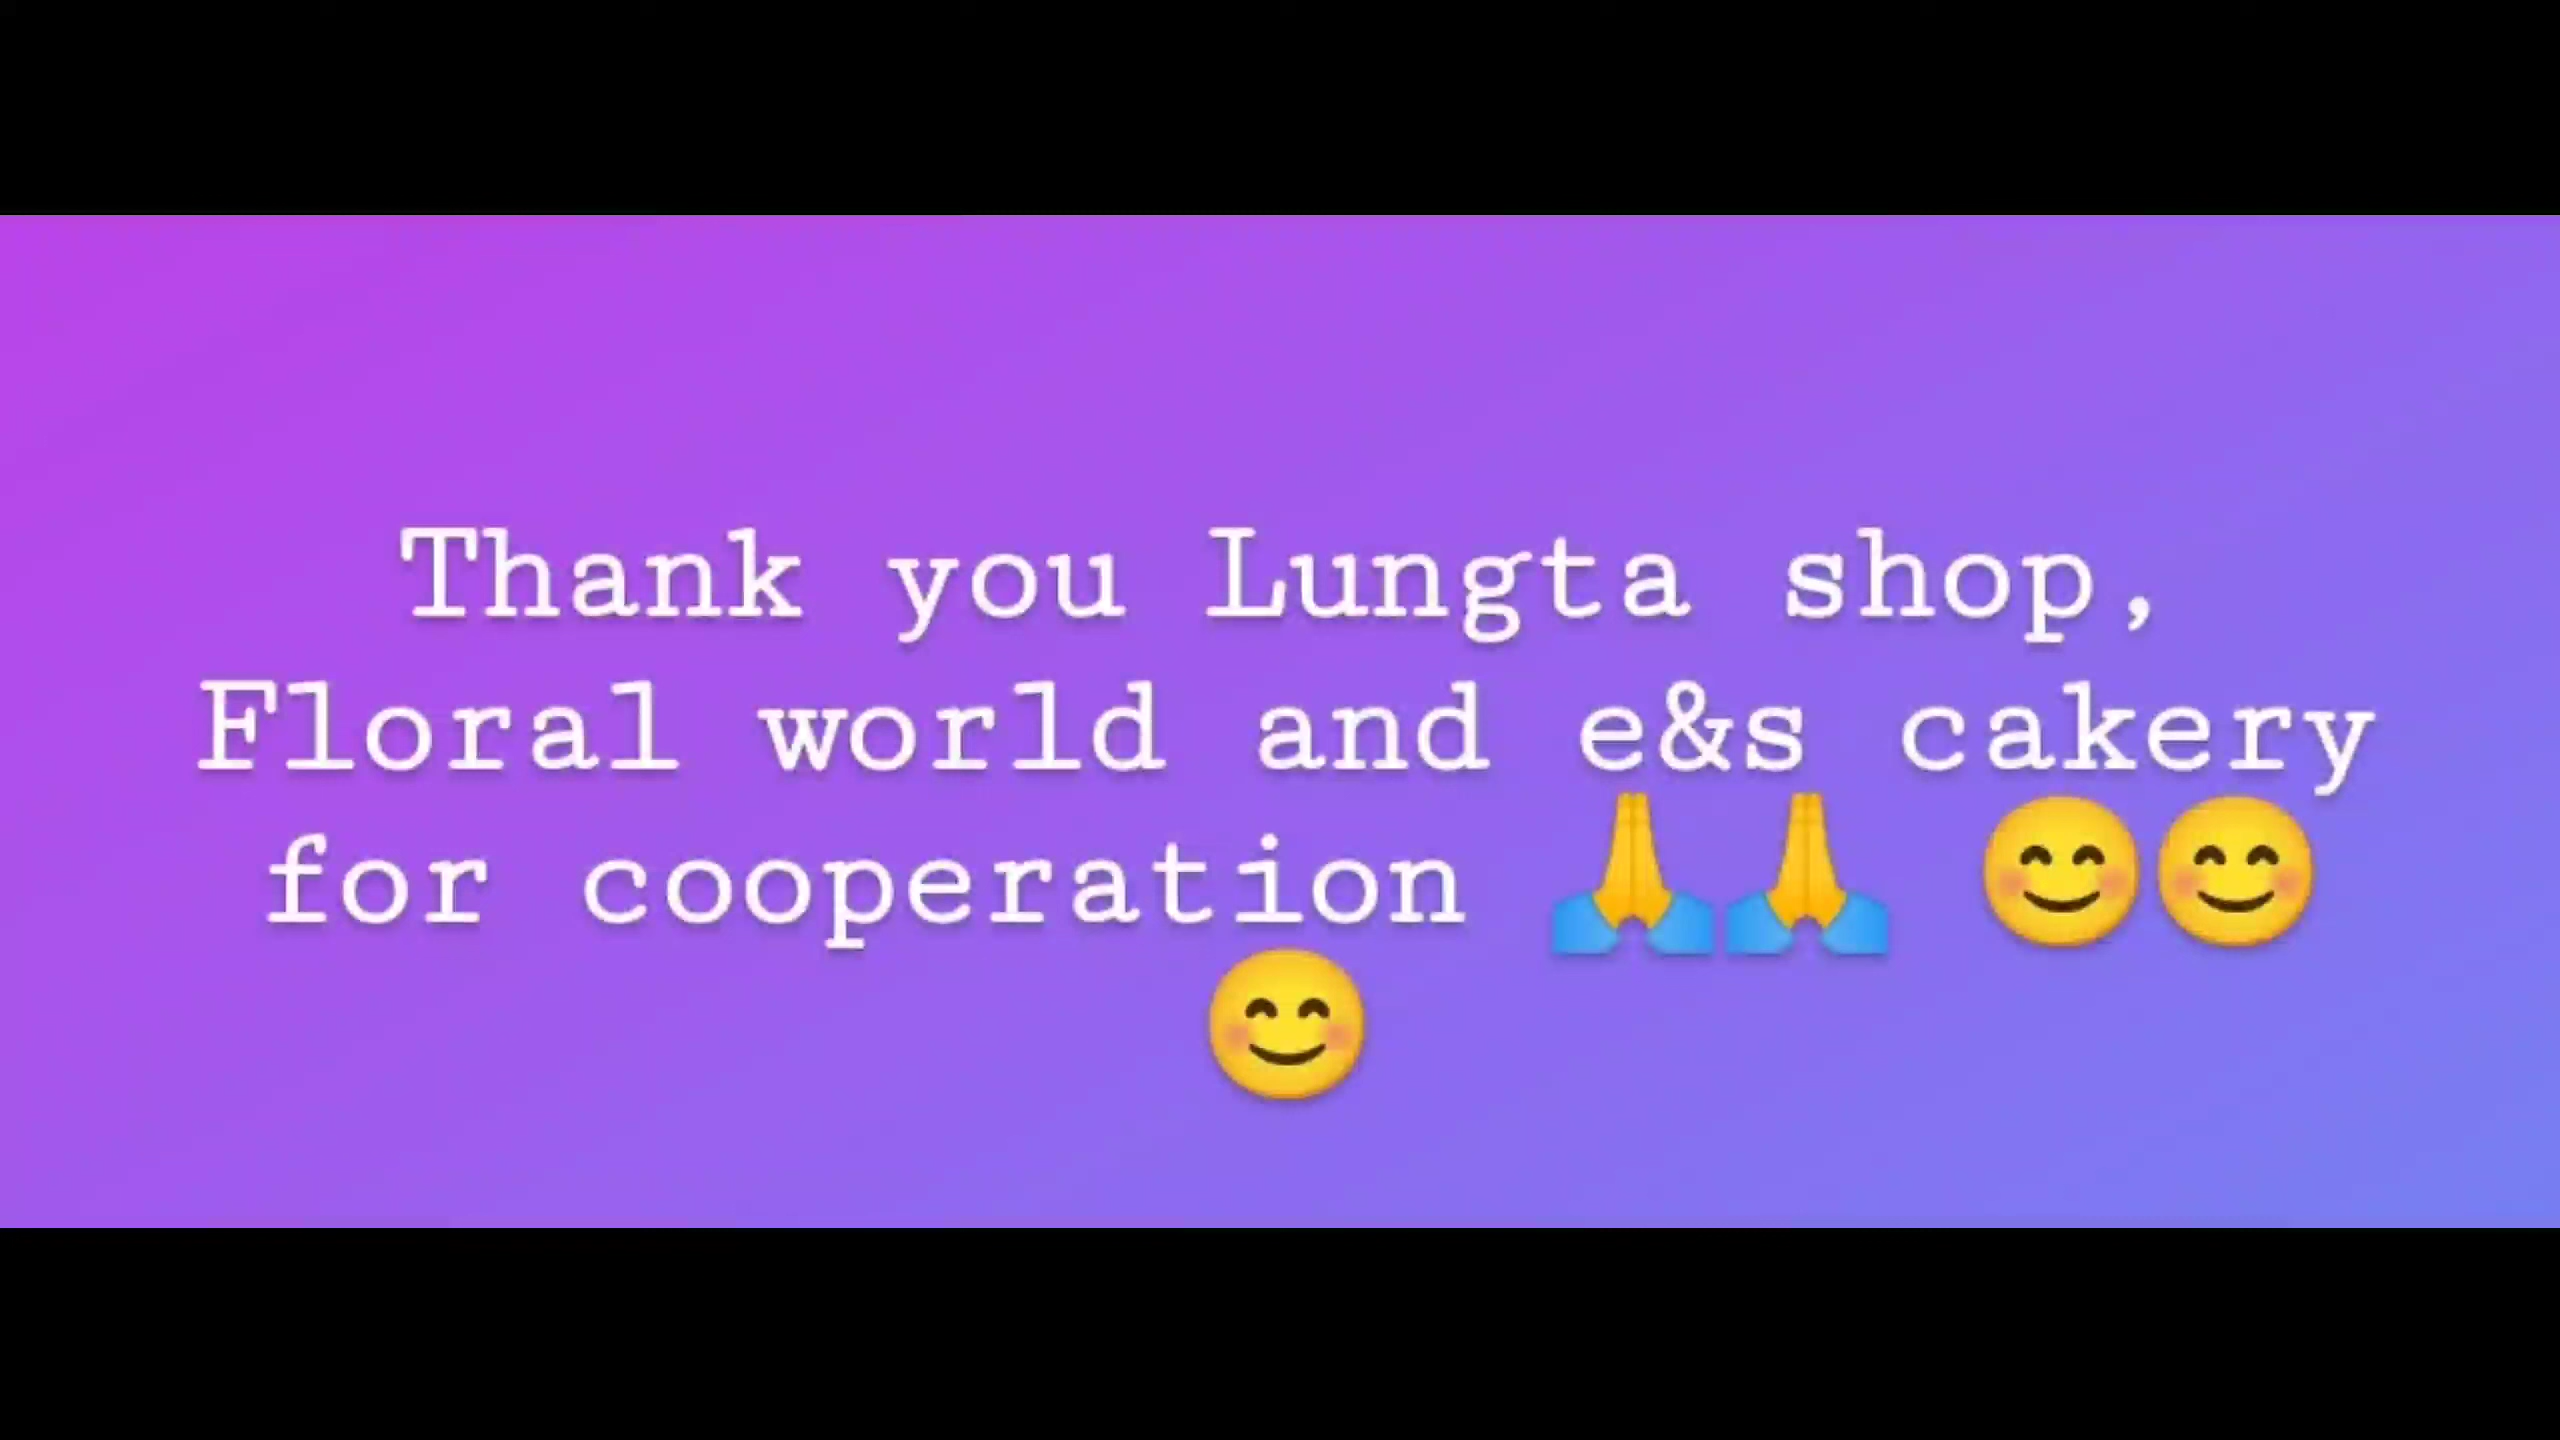 Thank you Lungta shop,
Floral world and e&s cakery
for cooperation 🙏🙏 😊😊
😊